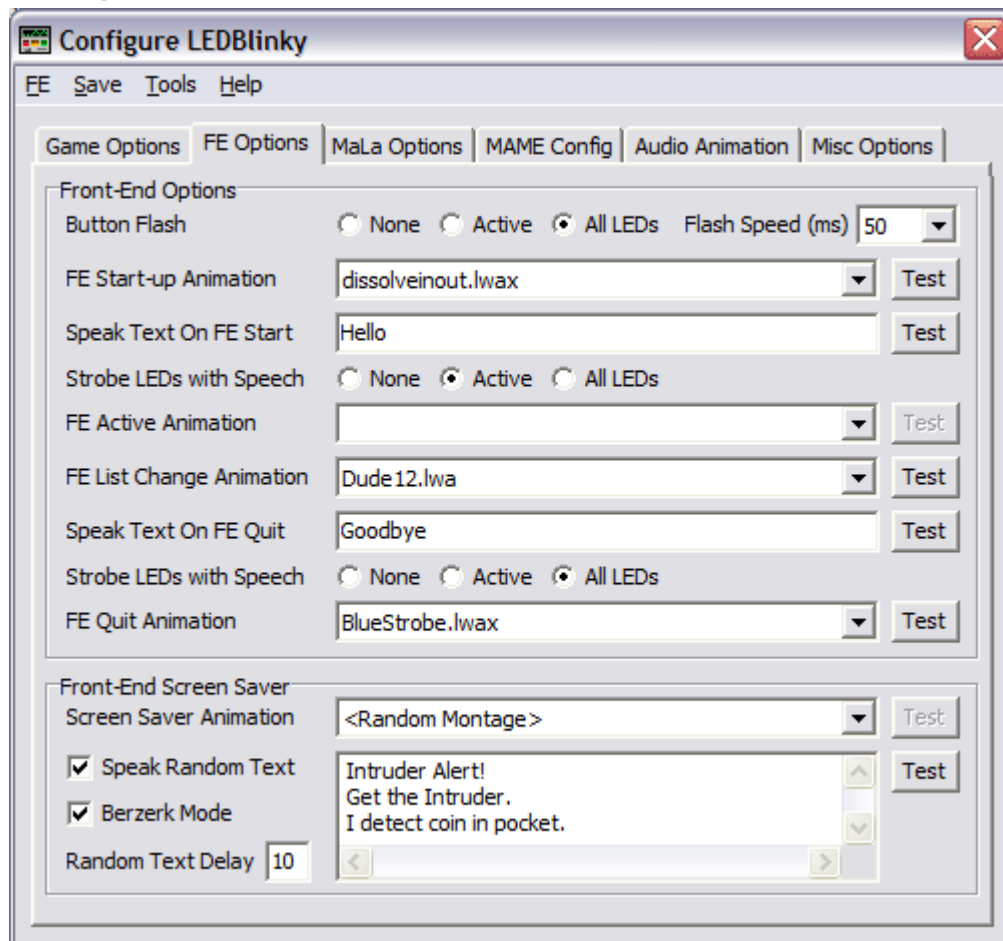 Configure LEDBlinky
FE Save Tools Help
Game Options FE Options MaLa Options MAME Config Audio Animation Misc Options
Front-End Options
Button Flash None Active All LEDs Flash Speed (ms) 50
FE Start-up Animation dissolveinout.lwax Test
Speak Text On FE Start Hello Test
Strobe LEDs with Speech None Active All LEDs
FE Active Animation Test
FE List Change Animation Dude12.lwa Test
Speak Text On FE Quit Goodbye Test
Strobe LEDs with Speech None Active All LEDs
FE Quit Animation BlueStrobe.lwax Test
Front-End Screen Saver
Screen Saver Animation <Random Montage> Test
Speak Random Text Intruder Alert! Test
Get the Intruder.
Berzerk Mode I detect coin in pocket.
Random Text Delay 10